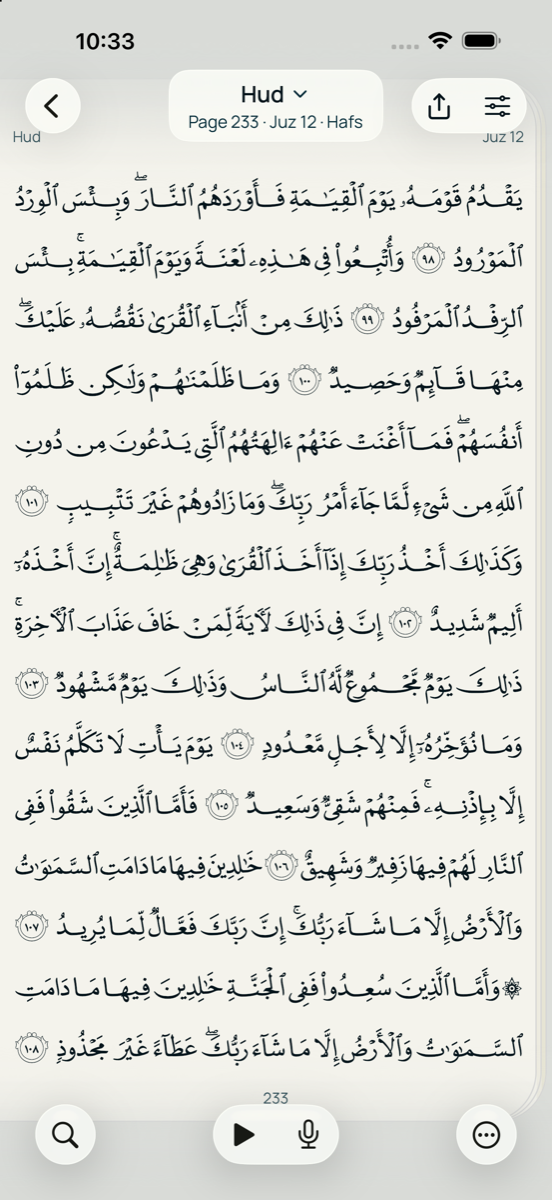 10:33
Hud
Page 233 · Juz 12 · Hafs
Hud
Juz 12
يَقْدُمُ قَوْمَهُۥ يَوْمَ ٱلْقِيَـٰمَةِ فَأَوْرَدَهُمُ ٱلنَّارَ ۖ وَبِئْسَ ٱلْوِرْدُ
ٱلْمَوْرُودُ ٩٨ وَأُتْبِعُوا۟ فِى هَـٰذِهِۦ لَعْنَةً وَيَوْمَ ٱلْقِيَـٰمَةِ ۚ بِئْسَ
ٱلرِّفْدُ ٱلْمَرْفُودُ ٩٩ ذَٰلِكَ مِنْ أَنۢبَآءِ ٱلْقُرَىٰ نَقُصُّهُۥ عَلَيْكَ ۖ
مِنْهَا قَآئِمٌ وَحَصِيدٌ ١٠٠ وَمَا ظَلَمْنَـٰهُمْ وَلَـٰكِن ظَلَمُوٓا۟
أَنفُسَهُمْ ۖ فَمَآ أَغْنَتْ عَنْهُمْ ءَالِهَتُهُمُ ٱلَّتِى يَدْعُونَ مِن دُونِ
ٱللَّهِ مِن شَىْءٍ لَّمَّا جَآءَ أَمْرُ رَبِّكَ ۖ وَمَا زَادُوهُمْ غَيْرَ تَتْبِيبٍ ١٠١
وَكَذَٰلِكَ أَخْذُ رَبِّكَ إِذَآ أَخَذَ ٱلْقُرَىٰ وَهِىَ ظَـٰلِمَةٌ ۚ إِنَّ أَخْذَهُۥٓ
أَلِيمٌ شَدِيدٌ ١٠٢ إِنَّ فِى ذَٰلِكَ لَـَٔايَةً لِّمَنْ خَافَ عَذَابَ ٱلْـَٔاخِرَةِ ۚ
ذَٰلِكَ يَوْمٌ مَّجْمُوعٌ لَّهُ ٱلنَّاسُ وَذَٰلِكَ يَوْمٌ مَّشْهُودٌ ١٠٣
وَمَا نُؤَخِّرُهُۥٓ إِلَّا لِأَجَلٍ مَّعْدُودٍ ١٠٤ يَوْمَ يَأْتِ لَا تَكَلَّمُ نَفْسٌ
إِلَّا بِإِذْنِهِۦ ۚ فَمِنْهُمْ شَقِىٌّ وَسَعِيدٌ ١٠٥ فَأَمَّا ٱلَّذِينَ شَقُوا۟ فَفِى
ٱلنَّارِ لَهُمْ فِيهَا زَفِيرٌ وَشَهِيقٌ ١٠٦ خَـٰلِدِينَ فِيهَا مَا دَامَتِ ٱلسَّمَـٰوَٰتُ
وَٱلْأَرْضُ إِلَّا مَا شَآءَ رَبُّكَ ۚ إِنَّ رَبَّكَ فَعَّالٌ لِّمَا يُرِيدُ ١٠٧
۞ وَأَمَّا ٱلَّذِينَ سُعِدُوا۟ فَفِى ٱلْجَنَّةِ خَـٰلِدِينَ فِيهَا مَا دَامَتِ
ٱلسَّمَـٰوَٰتُ وَٱلْأَرْضُ إِلَّا مَا شَآءَ رَبُّكَ ۖ عَطَآءً غَيْرَ مَجْذُوذٍ ١٠٨
233